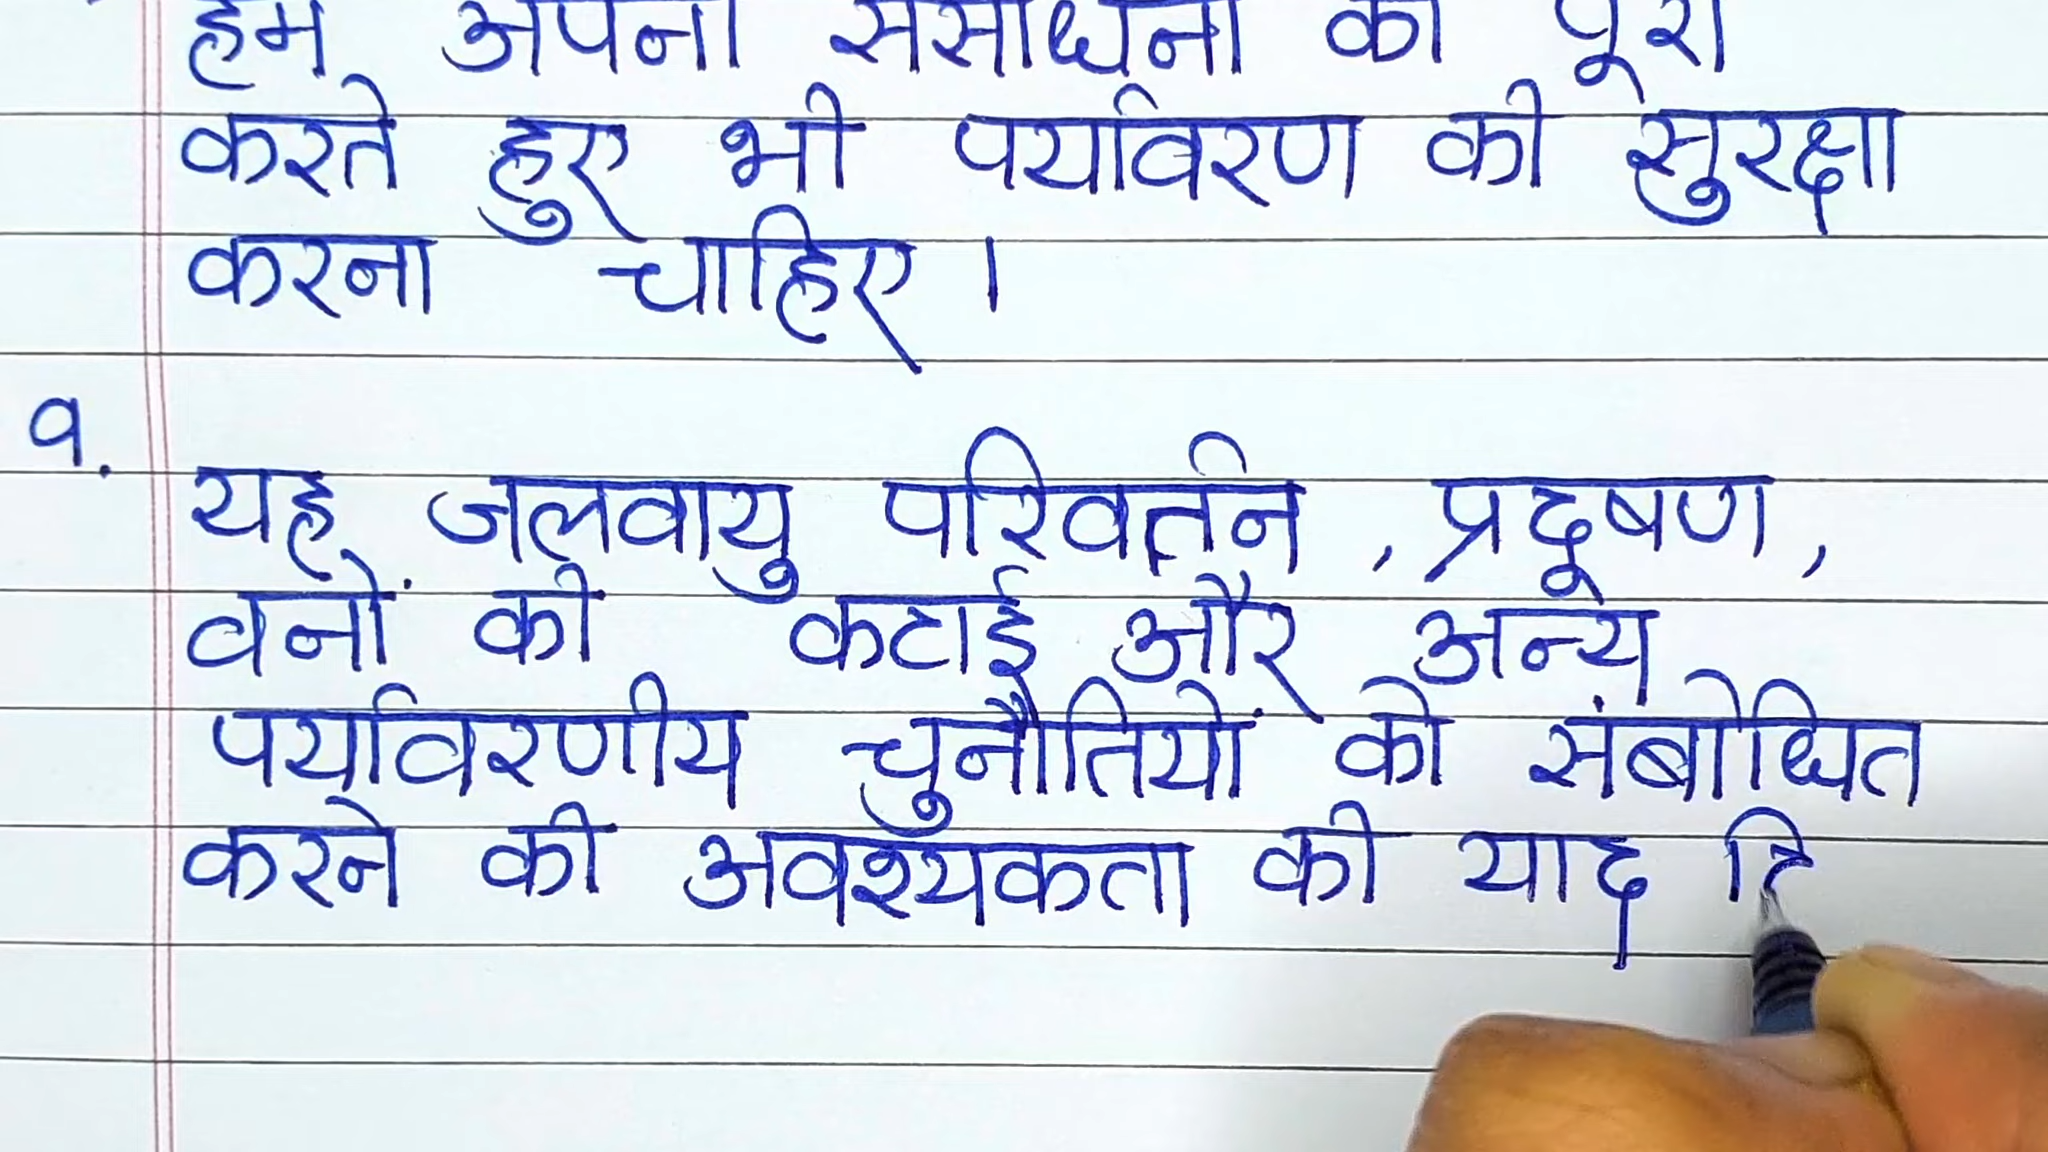 हम अपनी संसाधनों को पूरा
करते हुए भी पर्यावरण की सुरक्षा
करना चाहिए ।
9. यह जलवायु परिवर्तन , प्रदूषण ,
वनों की कटाई और अन्य
पर्यावरणीय चुनौतियों को संबोधित
करने की अवश्यकता की याद